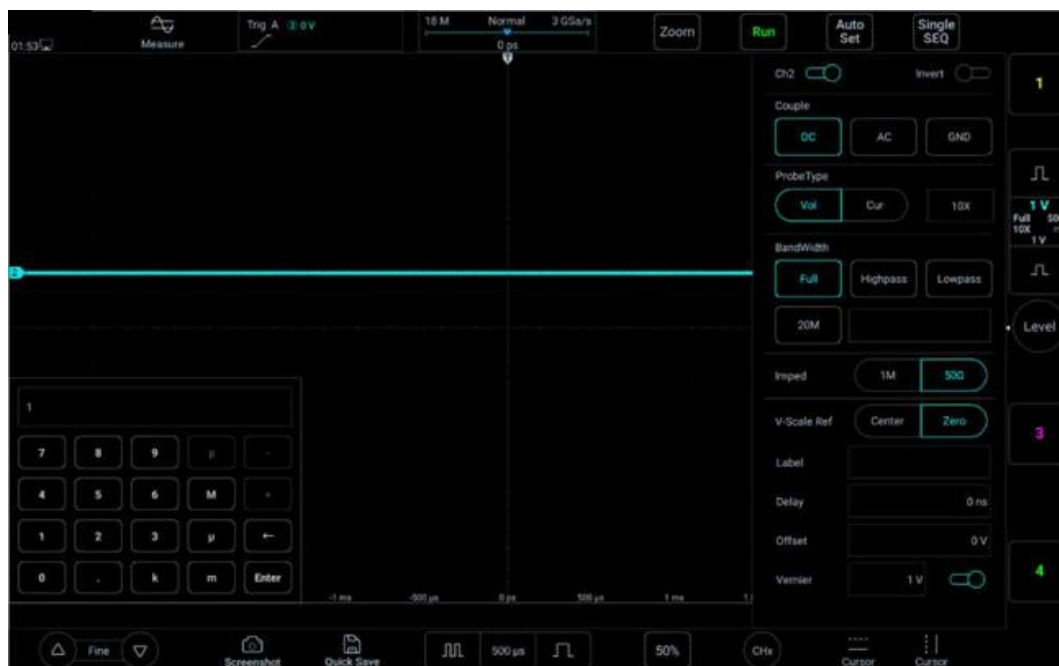 01:53
Measure
Trig A 2 0 V
18 M Normal 3 GSa/s
0 ps
Zoom
Run
Auto
Set
Single
SEQ
T
Ch2
Invert
Couple
DC AC GND
ProbeType
Vol Cur 10X
BandWidth
Full Highpass Lowpass
20M
Imped 1M 50Ω
V-Scale Ref Center Zero
Label
Delay 0 ns
Offset 0 V
Vernier 1 V
1
1 V
Full
10X
1 V
Level
3
4
2
1
7 8 9 μ -
4 5 6 M
1 2 3 μ ←
0 . k m Enter
-1 ms -500 μs 0 ps 500 μs 1 ms
Fine
Screenshot
Quick Save
500 μs
50%
CHx
Cursor
Cursor